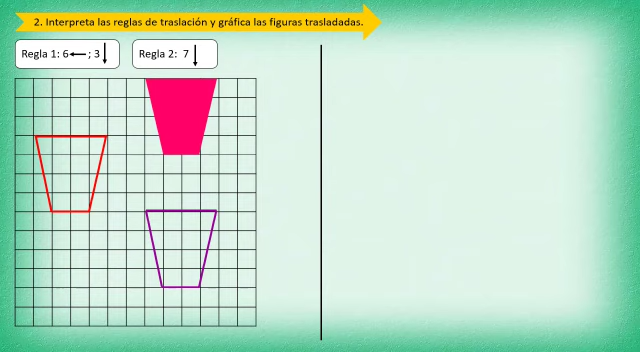 2. Interpreta las reglas de traslación y gráfica las figuras trasladadas.
Regla 1: 6← ; 3↓
Regla 2: 7↓